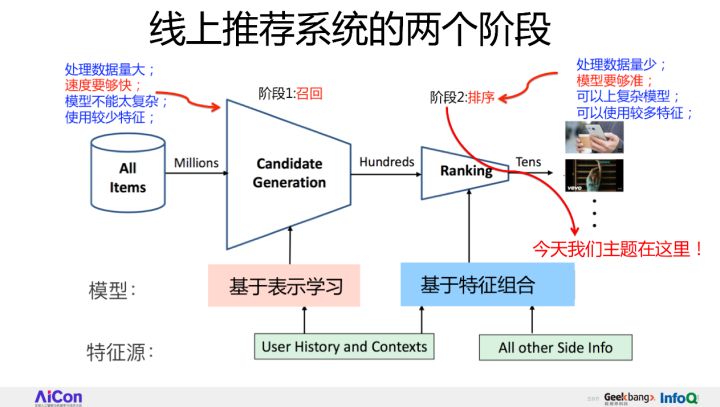 线上推荐系统的两个阶段
处理数据量大；
速度要够快；
模型不能太复杂；
使用较少特征；
阶段1:召回
阶段2:排序
处理数据量少；
模型要够准；
可以上复杂模型；
可以使用较多特征；
All
Items
Millions
Candidate
Generation
Hundreds
Ranking
Tens
vevo
今天我们主题在这里！
模型：
基于表示学习
基于特征组合
特征源：
User History and Contexts
All other Side Info
AiCon
Geekbang>.
InfoQ